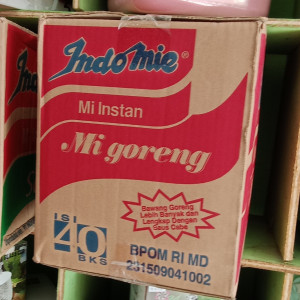 Indomie®
Mi Instan
Mi goreng
Bawang Goreng
Lebih Banyak dan
Lengkap Dengan
Saus Cabe
ISI
40
BKS
BPOM RI MD
231509041002